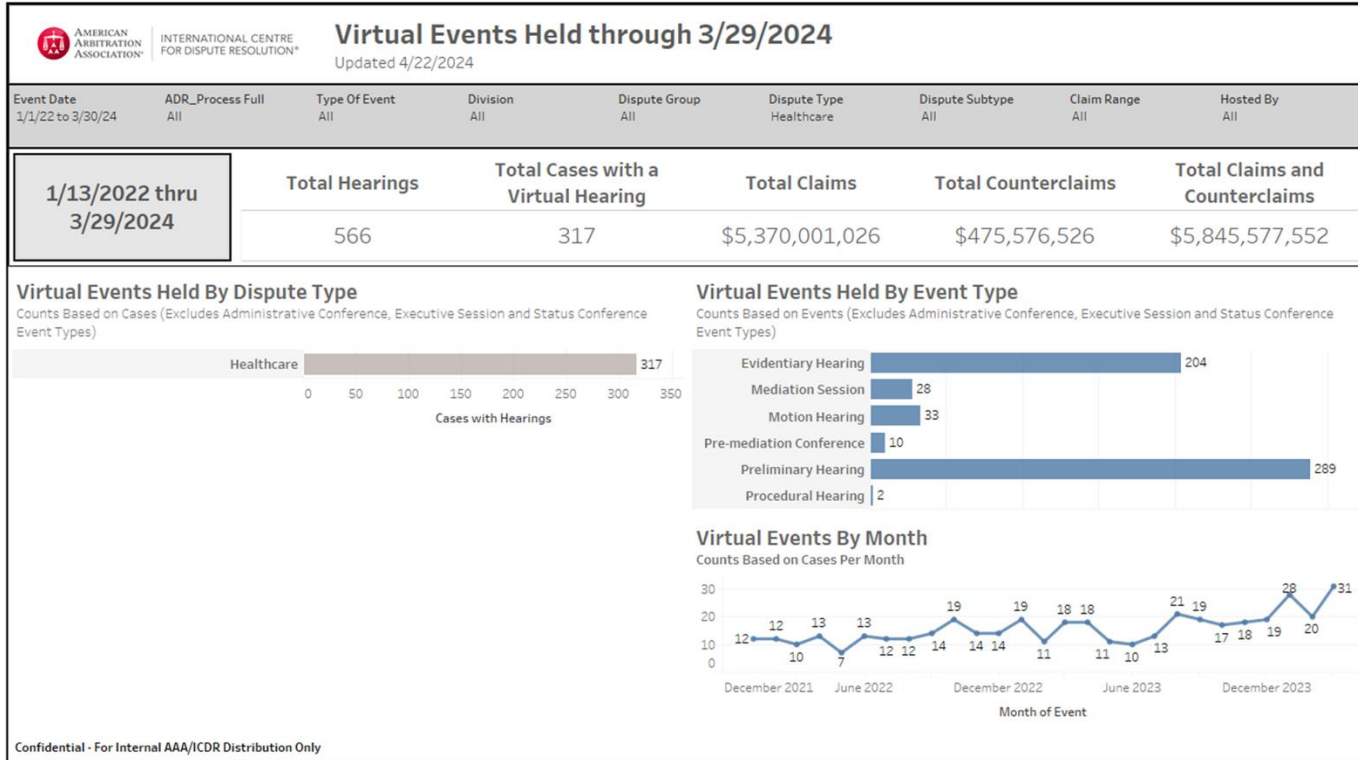 AMERICAN
ARBITRATION
ASSOCIATION®
INTERNATIONAL CENTRE
FOR DISPUTE RESOLUTION®
Virtual Events Held through 3/29/2024
Updated 4/22/2024
Event Date
1/1/22 to 3/30/24
ADR_Process Full
All
Type Of Event
All
Division
All
Dispute Group
All
Dispute Type
Healthcare
Dispute Subtype
All
Claim Range
All
Hosted By
All
1/13/2022 thru
3/29/2024
Total Hearings
566
Total Cases with a
Virtual Hearing
317
Total Claims
$5,370,001,026
Total Counterclaims
$475,576,526
Total Claims and
Counterclaims
$5,845,577,552
Virtual Events Held By Dispute Type
Counts Based on Cases (Excludes Administrative Conference, Executive Session and Status Conference
Event Types)
Healthcare 317
0 50 100 150 200 250 300 350
Cases with Hearings
Virtual Events Held By Event Type
Counts Based on Events (Excludes Administrative Conference, Executive Session and Status Conference
Event Types)
Evidentiary Hearing 204
Mediation Session 28
Motion Hearing 33
Pre-mediation Conference 10
Preliminary Hearing 289
Procedural Hearing 2
Virtual Events By Month
Counts Based on Cases Per Month
30
20
10
0
12 12 10 13 7 13 12 12 14 19 14 14 19 11 18 18 11 10 13 21 19 17 18 19 28 20 31
December 2021 June 2022 December 2022 June 2023 December 2023
Month of Event
Confidential - For Internal AAA/ICDR Distribution Only